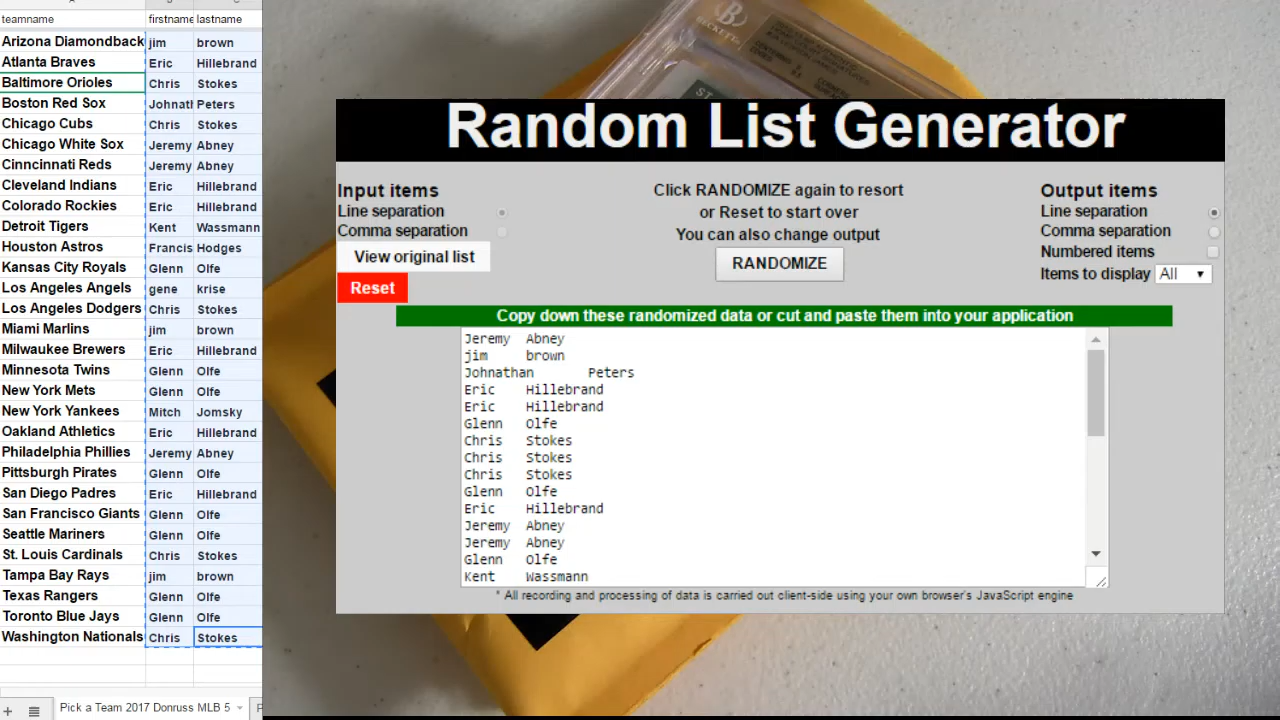 teamname firstname lastname
Arizona Diamondback jim brown
Atlanta Braves Eric Hillebrand
Baltimore Orioles Chris Stokes
Boston Red Sox Johnath Peters
Chicago Cubs Chris Stokes
Chicago White Sox Jeremy Abney
Cinncinnati Reds Jeremy Abney
Cleveland Indians Eric Hillebrand
Colorado Rockies Eric Hillebrand
Detroit Tigers Kent Wassmann
Houston Astros Francis Hodges
Kansas City Royals Glenn Olfe
Los Angeles Angels gene krise
Los Angeles Dodgers Chris Stokes
Miami Marlins jim brown
Milwaukee Brewers Eric Hillebrand
Minnesota Twins Glenn Olfe
New York Mets Glenn Olfe
New York Yankees Mitch Jomsky
Oakland Athletics Eric Hillebrand
Philadelphia Phillies Jeremy Abney
Pittsburgh Pirates Glenn Olfe
San Diego Padres Eric Hillebrand
San Francisco Giants Glenn Olfe
Seattle Mariners Glenn Olfe
St. Louis Cardinals Chris Stokes
Tampa Bay Rays jim brown
Texas Rangers Glenn Olfe
Toronto Blue Jays Glenn Olfe
Washington Nationals Chris Stokes
Pick a Team 2017 Donruss MLB 5
BECKETT
Random List Generator
Input items
Line separation
Comma separation
View original list
Reset
Click RANDOMIZE again to resort
or Reset to start over
You can also change output
RANDOMIZE
Output items
Line separation
Comma separation
Numbered items
Items to display All
Copy down these randomized data or cut and paste them into your application
Jeremy Abney
jim brown
Johnathan Peters
Eric Hillebrand
Eric Hillebrand
Glenn Olfe
Chris Stokes
Chris Stokes
Chris Stokes
Glenn Olfe
Eric Hillebrand
Jeremy Abney
Jeremy Abney
Glenn Olfe
Kent Wassmann
* All recording and processing of data is carried out client-side using your own browser's JavaScript engine